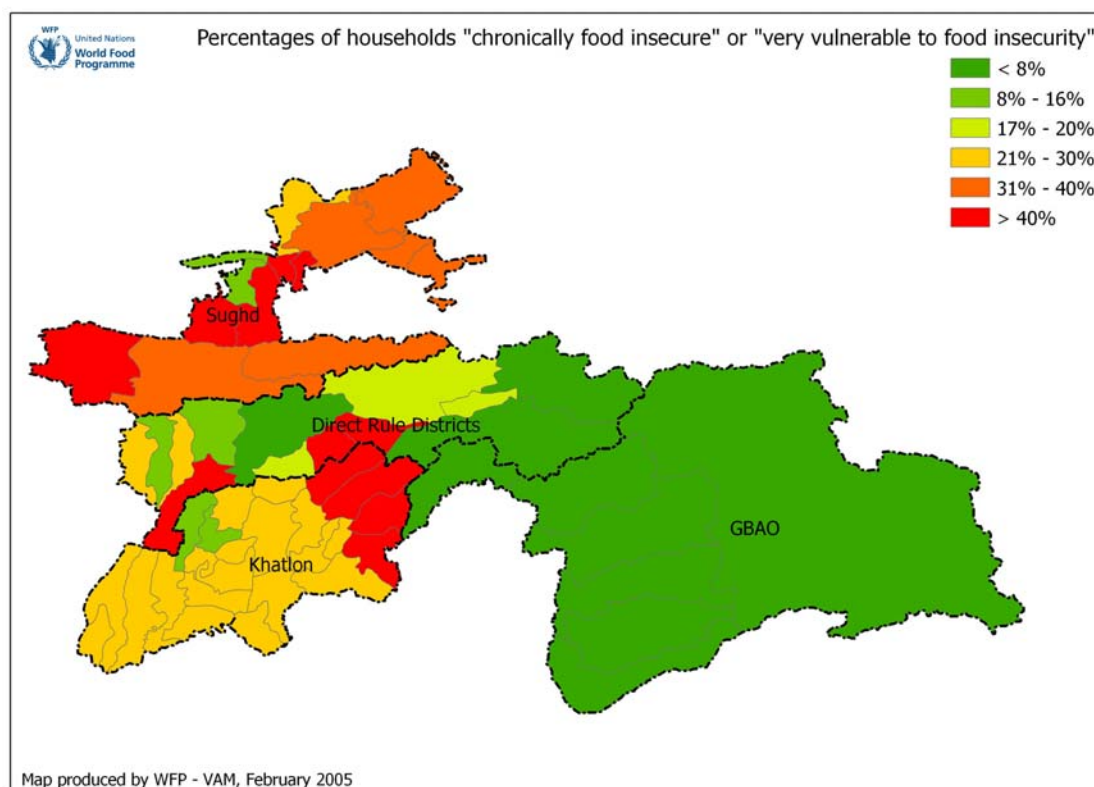 WFP
United Nations
World Food
Programme
Percentages of households "chronically food insecure" or "very vulnerable to food insecurity"
< 8%
8% - 16%
17% - 20%
21% - 30%
31% - 40%
> 40%
Sughd
Direct Rule Districts
GBAO
Khatlon
Map produced by WFP - VAM, February 2005